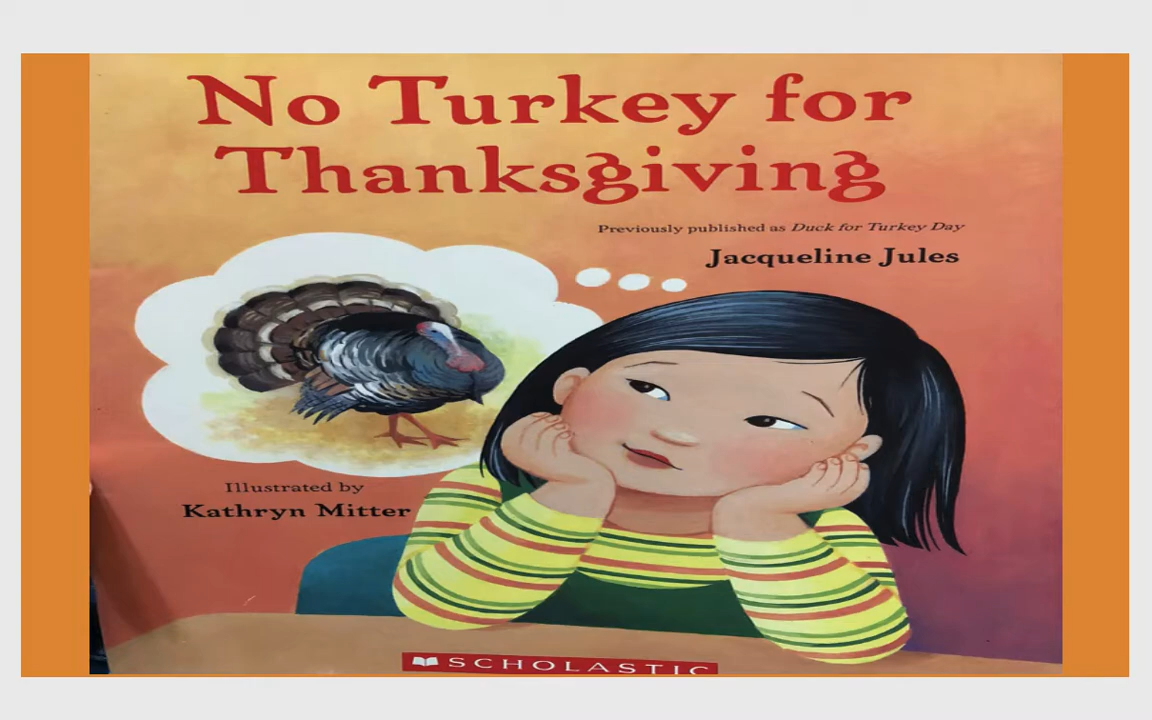 No Turkey for
Thanksgiving
Previously published as Duck for Turkey Day
Jacqueline Jules
Illustrated by
Kathryn Mitter
SCHOLASTIC